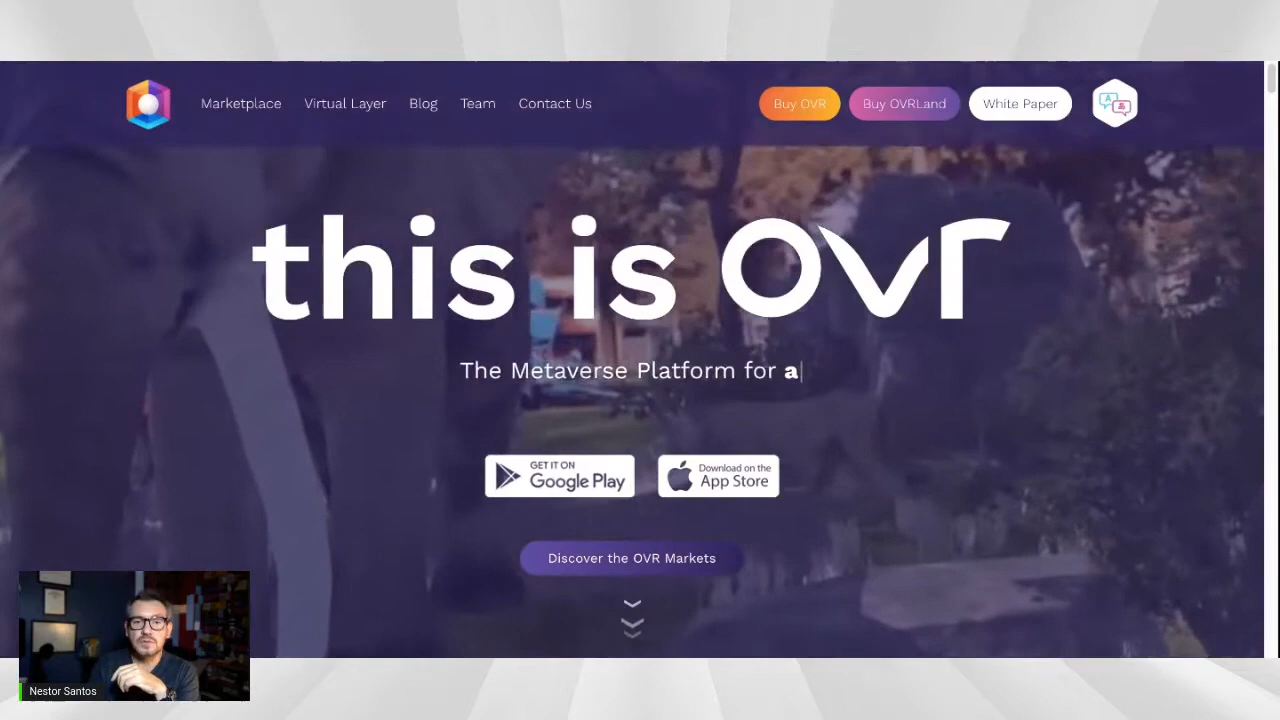 Marketplace
Virtual Layer
Blog
Team
Contact Us
Buy OVR
Buy OVRLand
White Paper
this is ovr
The Metaverse Platform for a
GET IT ON
Google Play
Download on the
App Store
Discover the OVR Markets
Nestor Santos